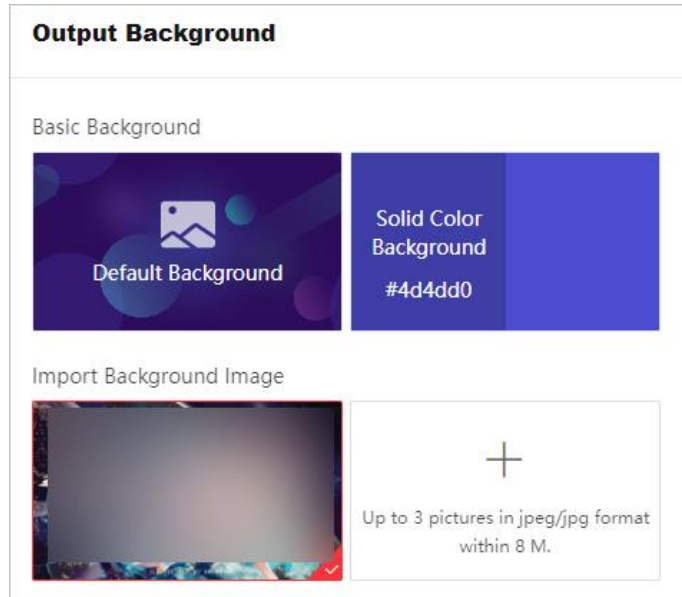 Output Background
Basic Background
Default Background
Solid Color
Background
#4d4dd0
Import Background Image
Up to 3 pictures in jpeg/jpg format
within 8 M.